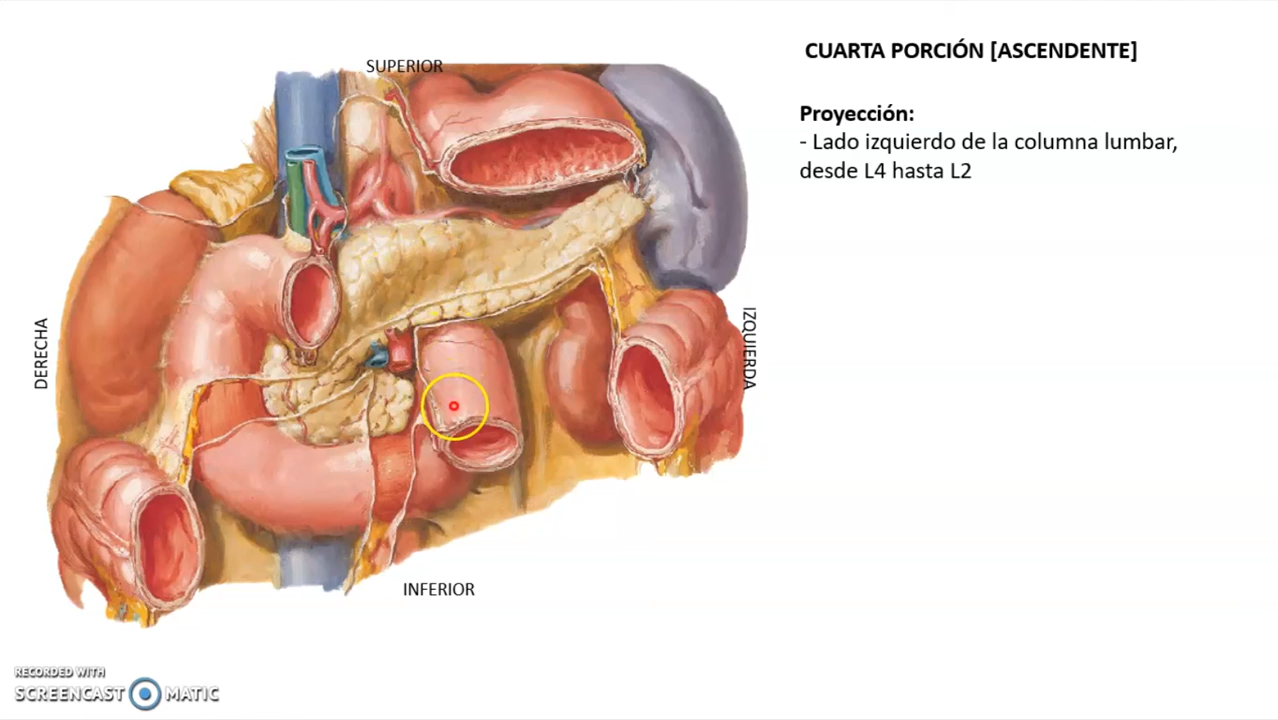 SUPERIOR
CUARTA PORCIÓN [ASCENDENTE]
Proyección:
- Lado izquierdo de la columna lumbar,
desde L4 hasta L2
DERECHA
IZQUIERDA
INFERIOR
RECORDED WITH
SCREENCAST MATIC